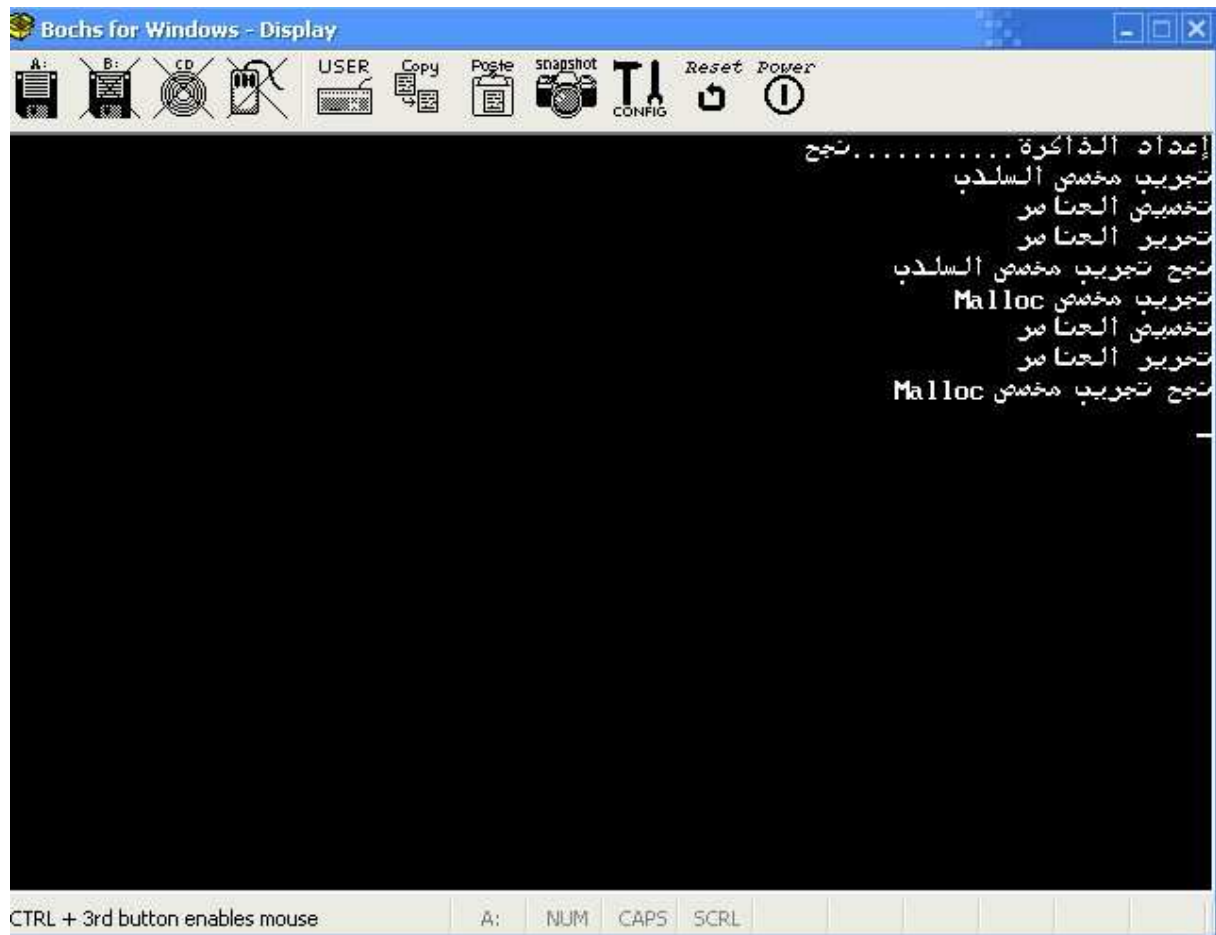 Bochs for Windows - Display
A: B: CD USER Copy Paste snapshot CONFIG Reset Power
إعداد الذاكرة............نجح
تجريب مخصص السلدب
تخصيص العناصر
تحرير العناصر
نجح تجريب مخصص السلدب
تجريب مخصص Malloc
تخصيص العناصر
تحرير العناصر
نجح تجريب مخصص Malloc
CTRL + 3rd button enables mouse A: NUM CAPS SCRL